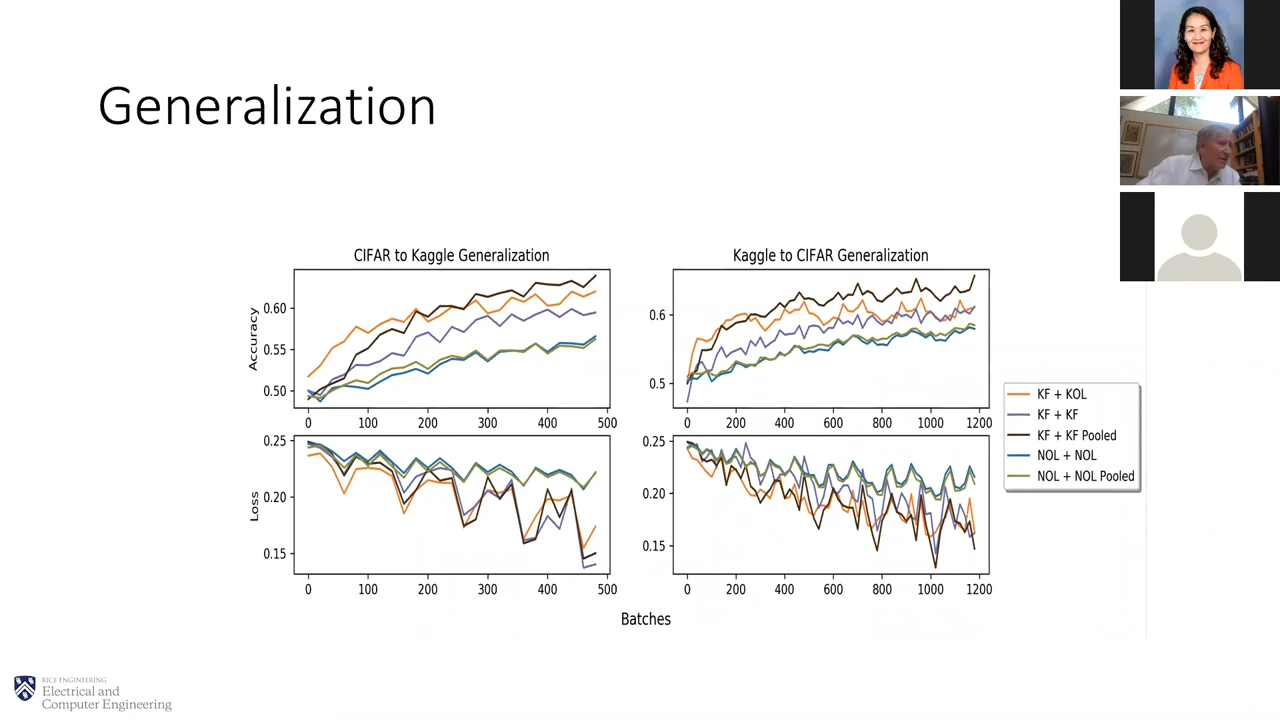 Generalization
CIFAR to Kaggle Generalization
Kaggle to CIFAR Generalization
Accuracy
0.60
0.55
0.50
0 100 200 300 400 500
0.6
0.5
0 200 400 600 800 1000 1200
Loss
0.25
0.20
0.15
0 100 200 300 400 500
0.25
0.20
0.15
0 200 400 600 800 1000 1200
Batches
KF + KOL
KF + KF
KF + KF Pooled
NOL + NOL
NOL + NOL Pooled
RICE ENGINEERING
Electrical and
Computer Engineering